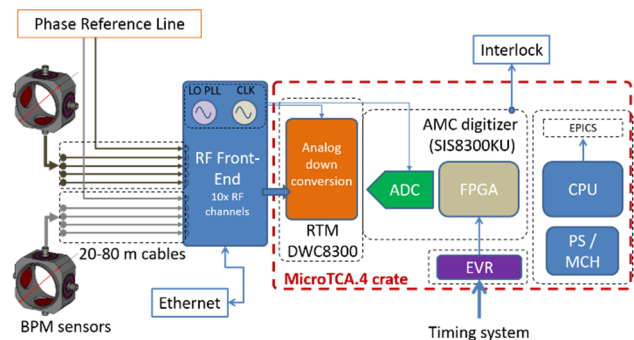 Phase Reference Line
Interlock
LO PLL
CLK
RF Front-
End
10x RF
channels
Analog
down
conversion
RTM
DWC8300
AMC digitizer
(SIS8300KU)
ADC
FPGA
EPICS
CPU
PS /
MCH
EVR
MicroTCA.4 crate
20-80 m cables
Ethernet
BPM sensors
Timing system